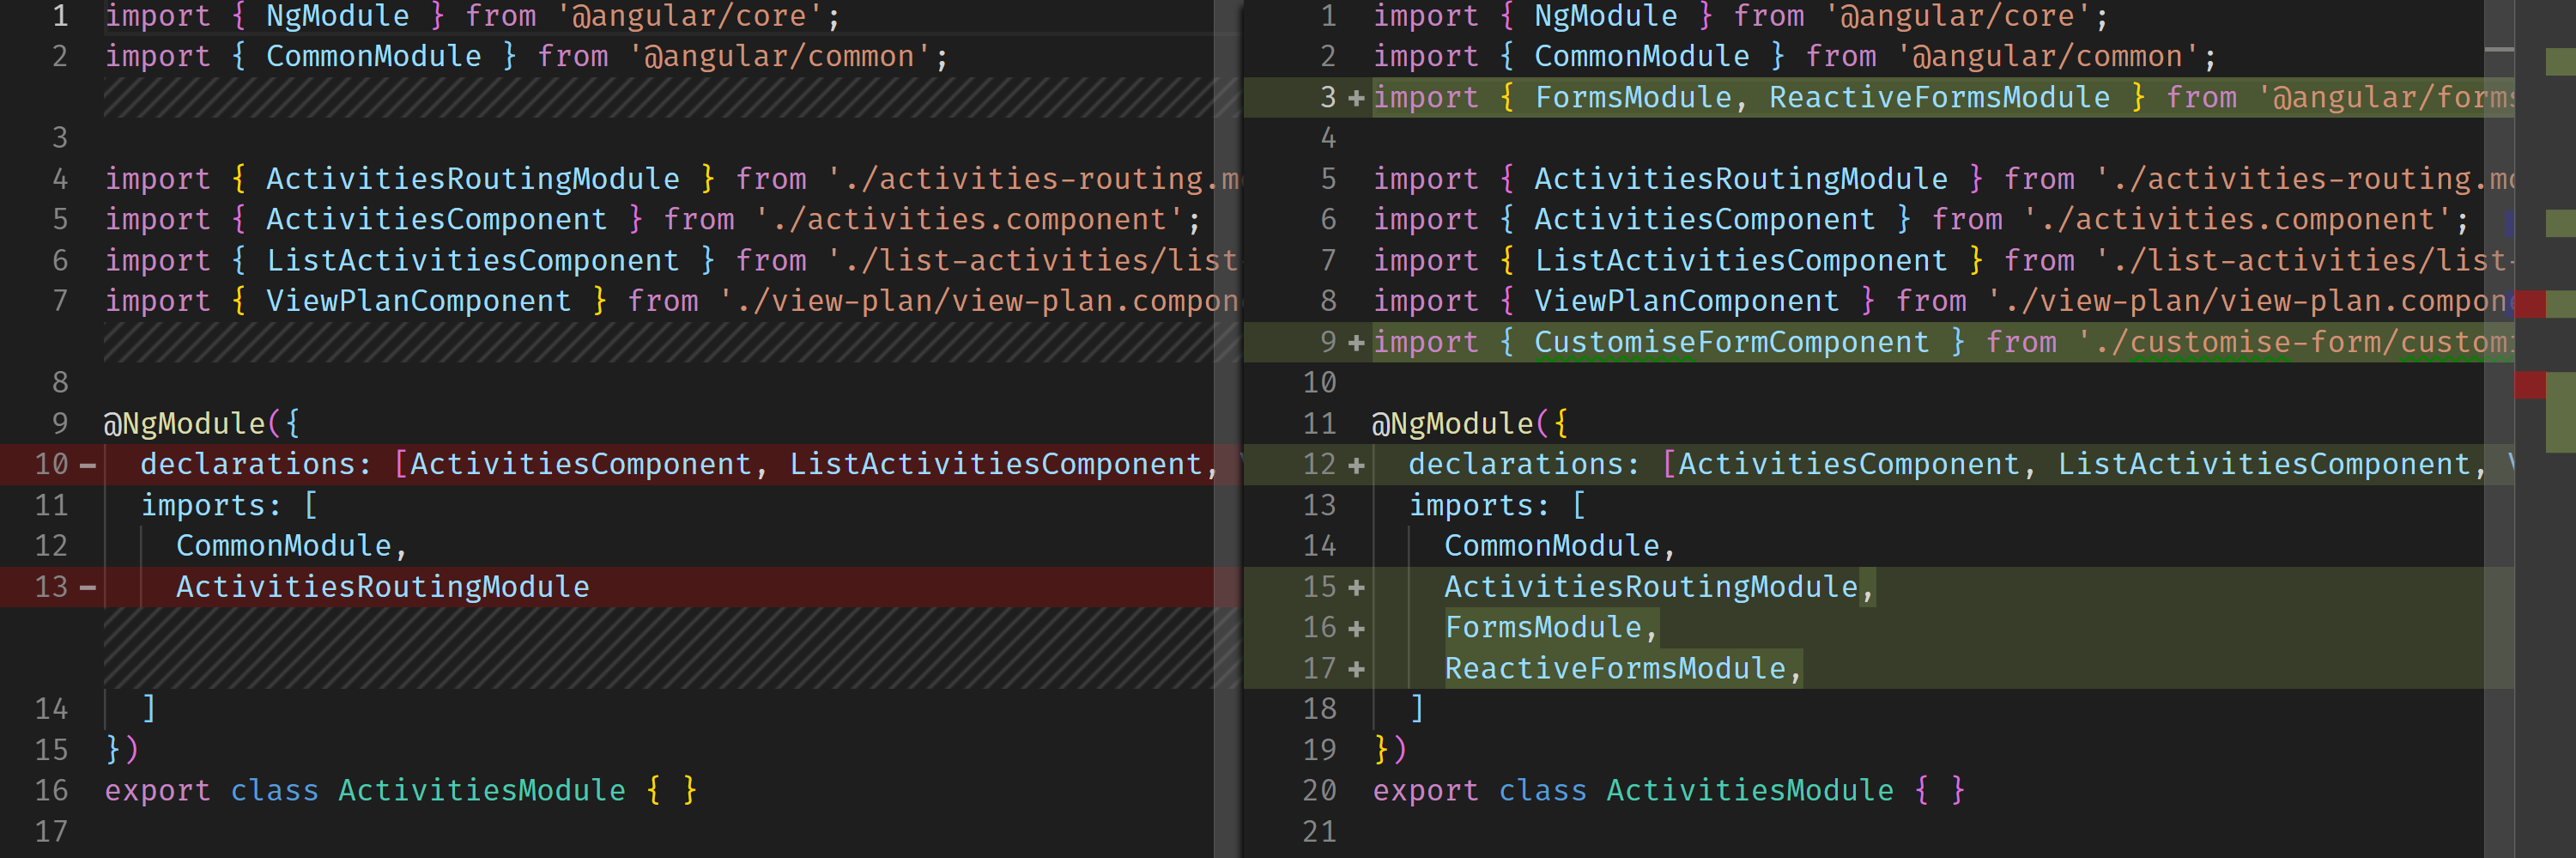 1 import { NgModule } from '@angular/core';
2 import { CommonModule } from '@angular/common';
3
4 import { ActivitiesRoutingModule } from './activities-routing.
5 import { ActivitiesComponent } from './activities.component';
6 import { ListActivitiesComponent } from './list-activities/list
7 import { ViewPlanComponent } from './view-plan/view-plan.compon
8
9 @NgModule({
10 - declarations: [ActivitiesComponent, ListActivitiesComponent,
11 imports: [
12 CommonModule,
13 - ActivitiesRoutingModule
14 ]
15 })
16 export class ActivitiesModule { }
17
1 import { NgModule } from '@angular/core';
2 import { CommonModule } from '@angular/common';
3 + import { FormsModule, ReactiveFormsModule } from '@angular/forms
4
5 import { ActivitiesRoutingModule } from './activities-routing.mo
6 import { ActivitiesComponent } from './activities.component';
7 import { ListActivitiesComponent } from './list-activities/list-
8 import { ViewPlanComponent } from './view-plan/view-plan.compon
9 + import { CustomiseFormComponent } from './customise-form/custom
10
11 @NgModule({
12 + declarations: [ActivitiesComponent, ListActivitiesComponent,
13 imports: [
14 CommonModule,
15 + ActivitiesRoutingModule,
16 + FormsModule,
17 + ReactiveFormsModule,
18 ]
19 })
20 export class ActivitiesModule { }
21